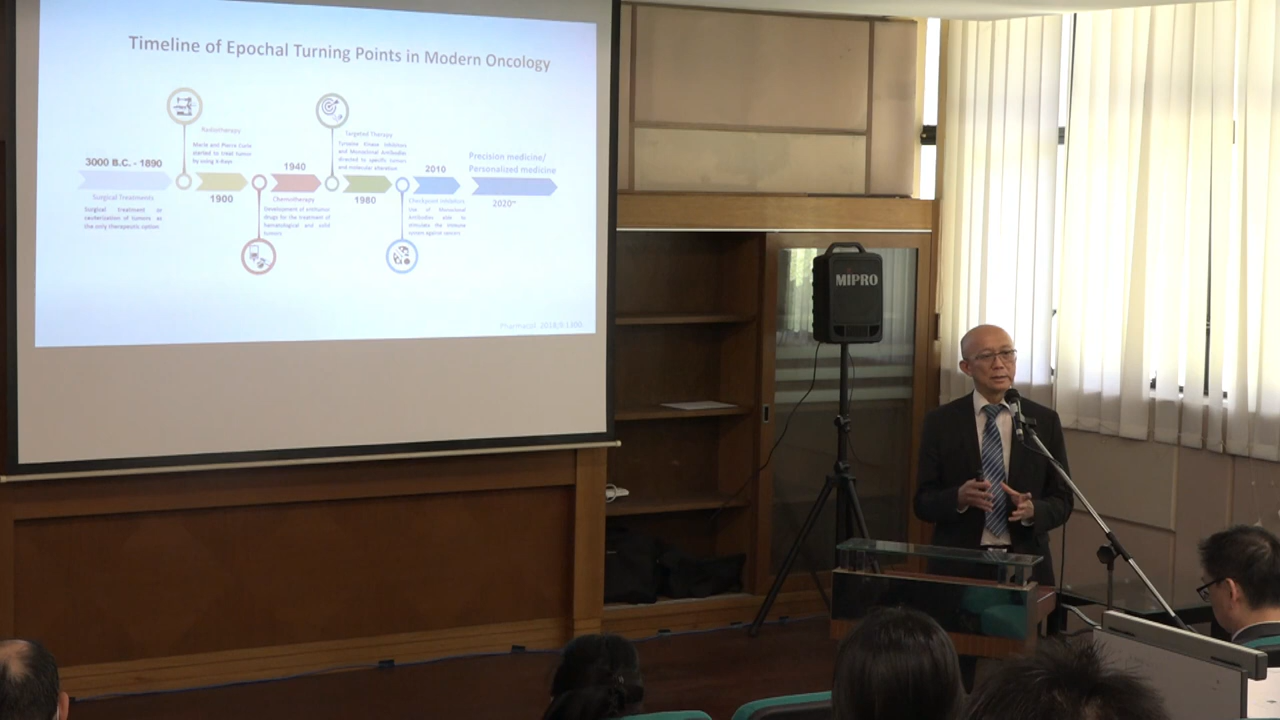 Timeline of Epochal Turning Points in Modern Oncology
Radiotherapy
Marie and Pierre Curie
started to treat tumor
by using X-Rays
Targeted Therapy
Tyrosine Kinase Inhibitors
and Monoclonal Antibodies
directed to specific tumors
and molecular alteration
3000 B.C. - 1890
1940
2010
Precision medicine/
Personalized medicine
Surgical Treatments
Surgical treatment or
cauterization of tumors as
the only therapeutic option
1900
Chemotherapy
Development of antitumor
drugs for the treatment of
hematological and solid
tumors
1980
Checkpoint Inhibitors
Use of Monoclonal
Antibodies able to
stimulate the immune
system against cancers
2020~
MIPRO